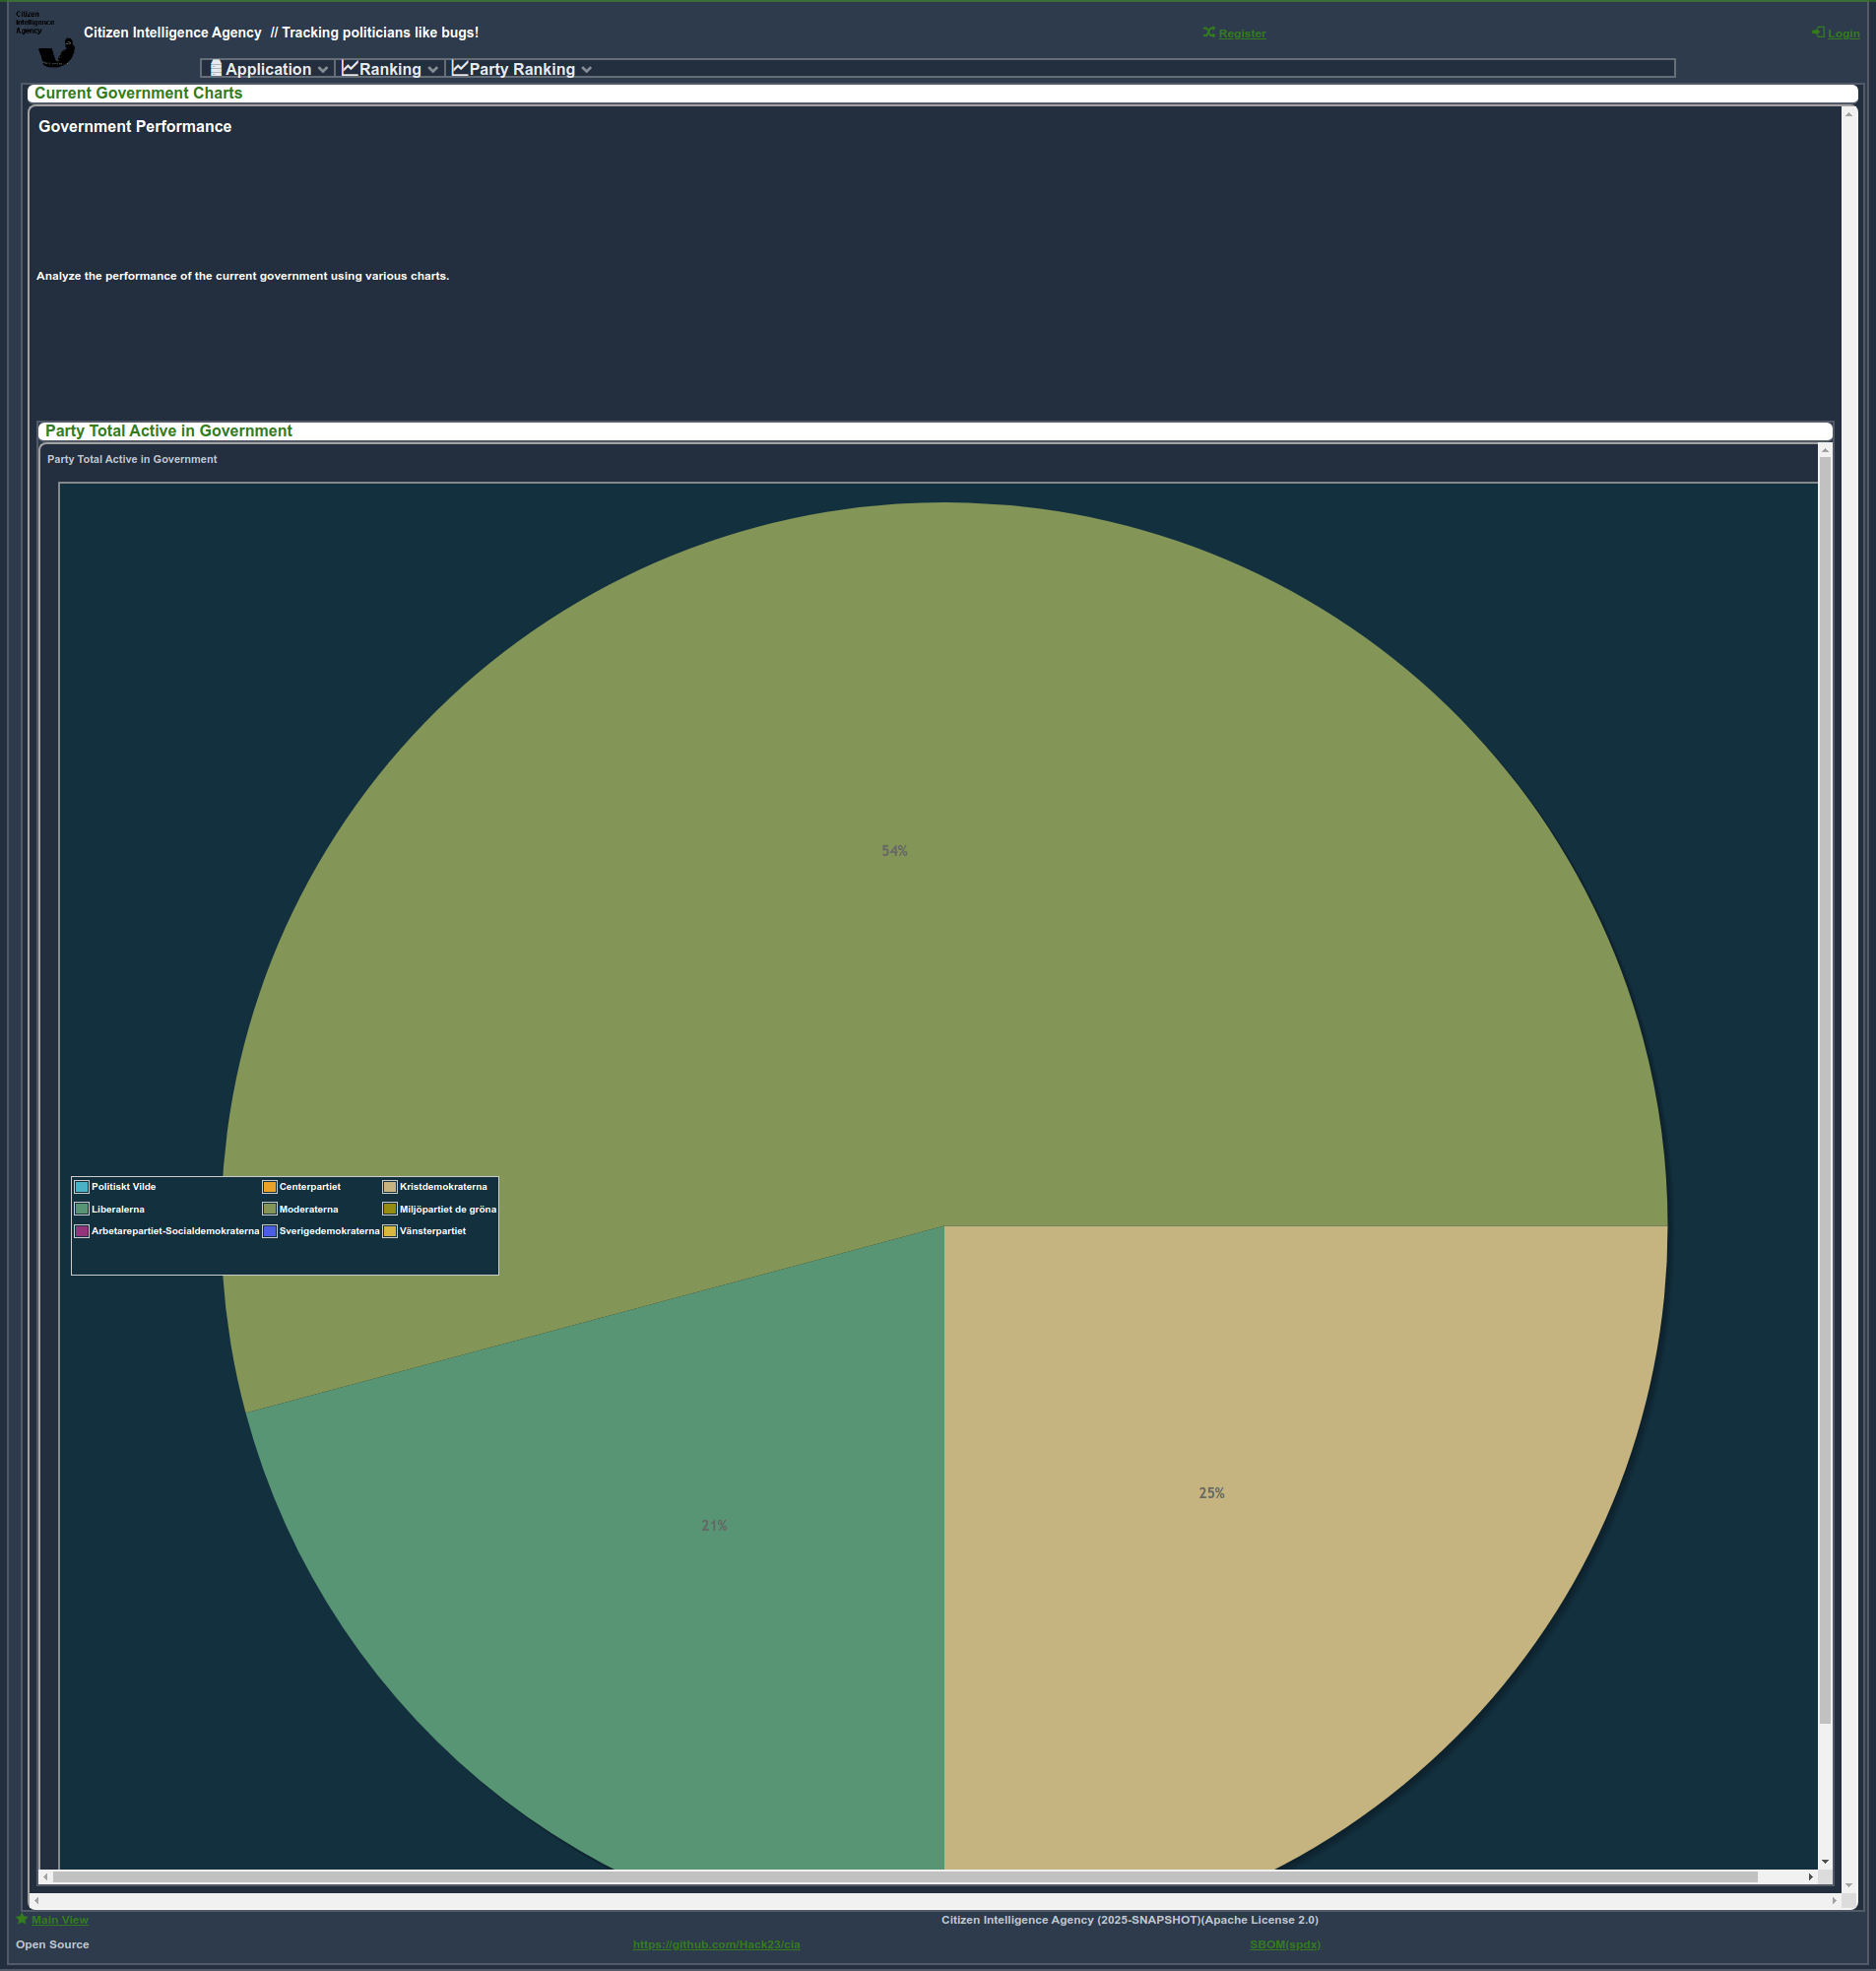 Citizen
Intelligence
Agency
Citizen Intelligence Agency // Tracking politicians like bugs!
Register
Login
Application
Ranking
Party Ranking
Current Government Charts
Government Performance
Analyze the performance of the current government using various charts.
Party Total Active in Government
Party Total Active in Government
54%
Politiskt Vilde
Centerpartiet
Kristdemokraterna
Liberalerna
Moderaterna
Miljöpartiet de gröna
Arbetarepartiet-Socialdemokraterna
Sverigedemokraterna
Vänsterpartiet
25%
21%
Main View
Citizen Intelligence Agency (2025-SNAPSHOT)(Apache License 2.0)
Open Source
https://github.com/Hack23/cia
SBOM(spdx)